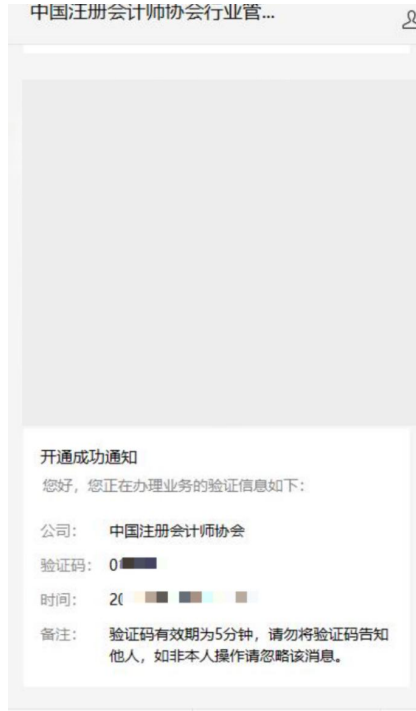 中国注册会计师协会行业管...
开通成功通知
您好，您正在办理业务的验证信息如下：
公司： 中国注册会计师协会
验证码： 0
时间： 20
备注： 验证码有效期为5分钟，请勿将验证码告知
他人，如非本人操作请忽略该消息。